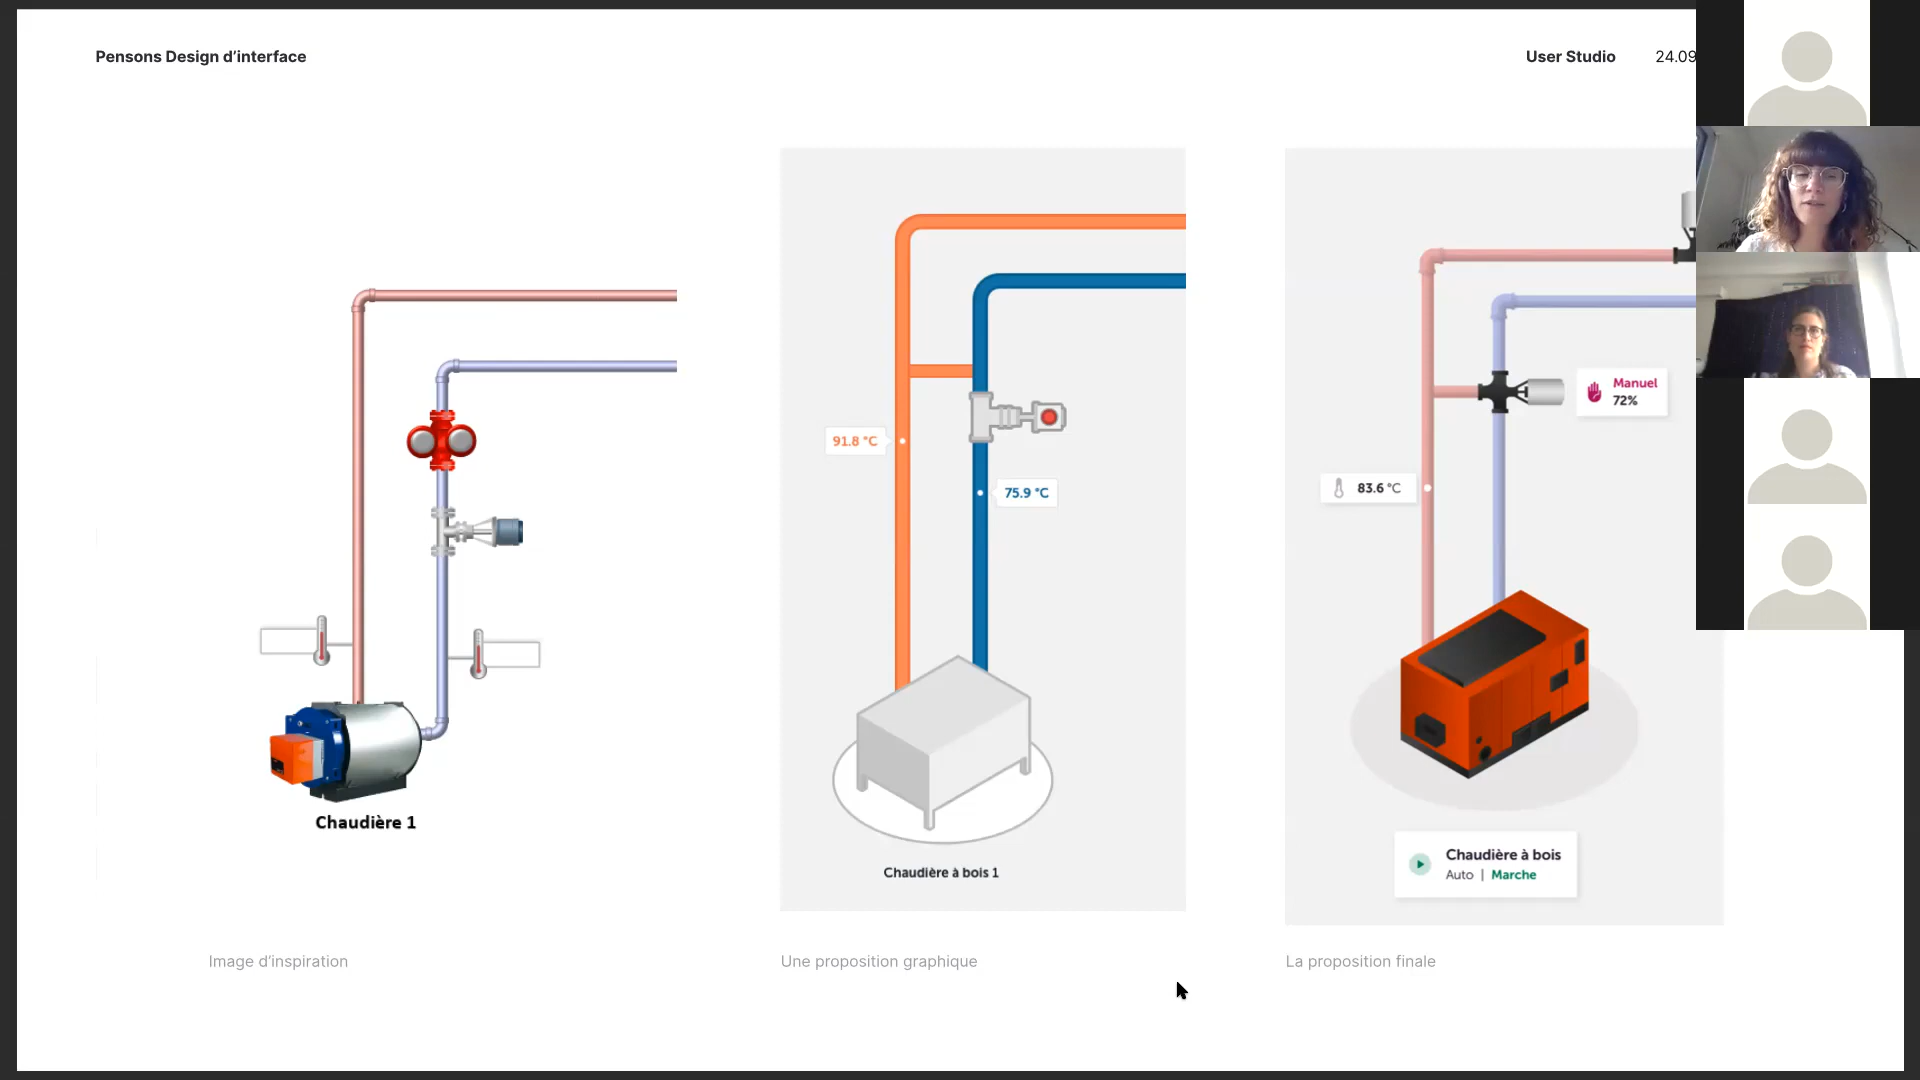 Pensons Design d’interface
User Studio
24.09
Chaudière 1
91.8 °C
75.9 °C
Chaudière à bois 1
Manuel
72%
83.6 °C
Chaudière à bois
Auto | Marche
Image d’inspiration
Une proposition graphique
La proposition finale